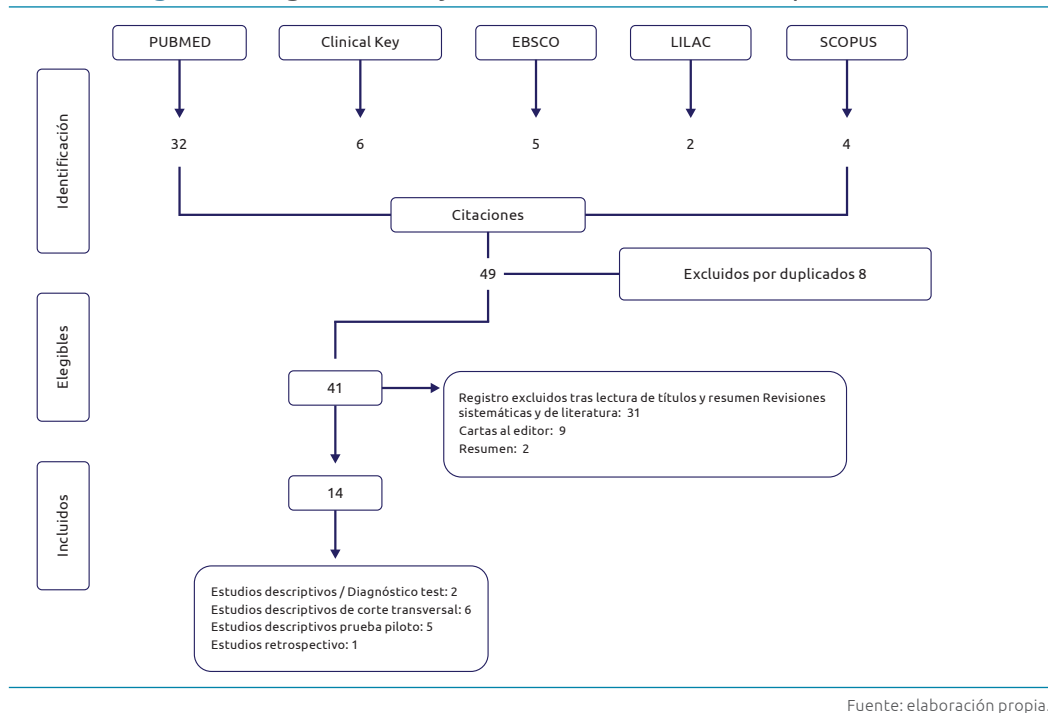 PUBMED
Clinical Key
EBSCO
LILAC
SCOPUS
Identificación
32
6
5
2
4
Citaciones
49
Excluidos por duplicados 8
Elegibles
41
Registro excluidos tras lectura de títulos y resumen Revisiones
sistemáticas y de literatura: 31
Cartas al editor: 9
Resumen: 2
Incluidos
14
Estudios descriptivos / Diagnóstico test: 2
Estudios descriptivos de corte transversal: 6
Estudios descriptivos prueba piloto: 5
Estudios retrospectivo: 1
Fuente: elaboración propia.